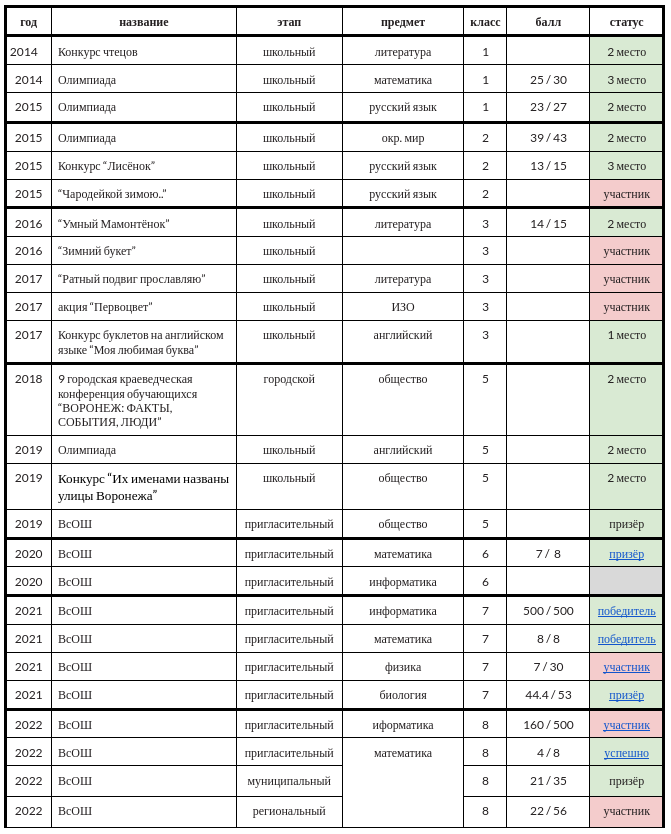 год название этап предмет класс балл статус
2014 Конкурс чтецов школьный литература 1 2 место
2014 Олимпиада школьный математика 1 25 / 30 3 место
2015 Олимпиада школьный русский язык 1 23 / 27 2 место
2015 Олимпиада школьный окр. мир 2 39 / 43 2 место
2015 Конкурс “Лисёнок” школьный русский язык 2 13 / 15 3 место
2015 “Чародейкой зимою..” школьный русский язык 2 участник
2016 “Умный Мамонтёнок” школьный литература 3 14 / 15 2 место
2016 “Зимний букет” школьный 3 участник
2017 “Ратный подвиг прославляю” школьный литература 3 участник
2017 акция “Первоцвет” школьный ИЗО 3 участник
2017 Конкурс буклетов на английском школьный английский 3 1 место
языке “Моя любимая буква”
2018 9 городская краеведческая городской общество 5 2 место
конференция обучающихся
“ВОРОНЕЖ: ФАКТЫ,
СОБЫТИЯ, ЛЮДИ”
2019 Олимпиада школьный английский 5 2 место
2019 Конкурс “Их именами названы школьный общество 5 2 место
улицы Воронежа”
2019 ВсОШ пригласительный общество 5 призёр
2020 ВсОШ пригласительный математика 6 7 / 8 призёр
2020 ВсОШ пригласительный информатика 6
2021 ВсОШ пригласительный информатика 7 500 / 500 победитель
2021 ВсОШ пригласительный математика 7 8 / 8 победитель
2021 ВсОШ пригласительный физика 7 7 / 30 участник
2021 ВсОШ пригласительный биология 7 44.4 / 53 призёр
2022 ВсОШ пригласительный иформатика 8 160 / 500 участник
2022 ВсОШ пригласительный математика 8 4 / 8 успешно
2022 ВсОШ муниципальный 8 21 / 35 призёр
2022 ВсОШ региональный 8 22 / 56 участник